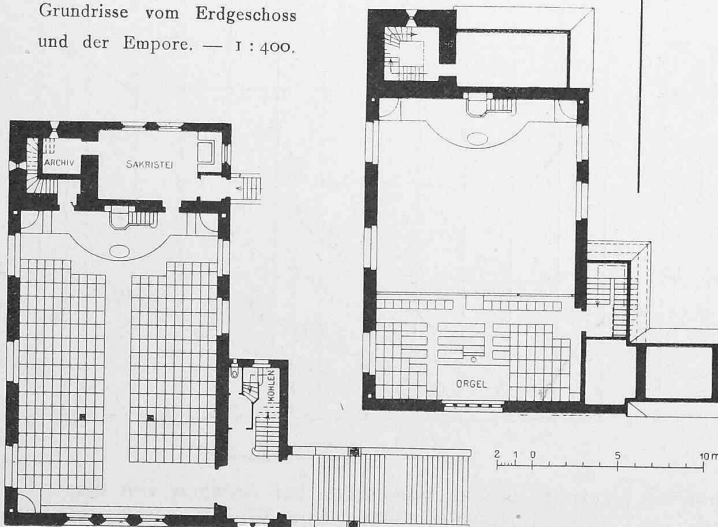 Grundrisse vom Erdgeschoss
und der Empore. — 1 : 400.
ARCHIV
SAKRISTEI
KOHLEN
ORGEL
2 1 0 5 10 m